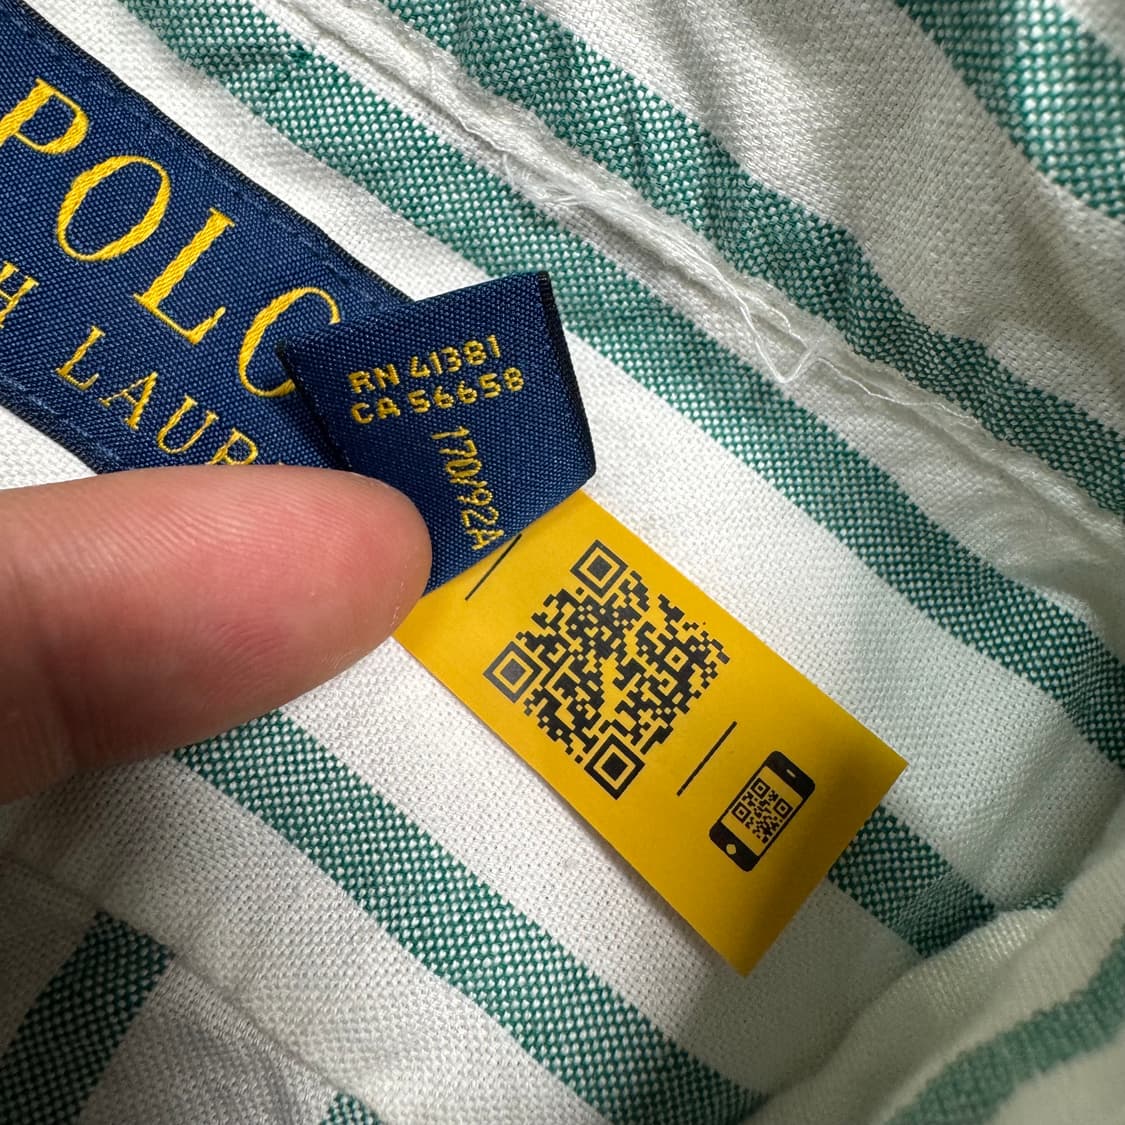 POLO
H LAUR
RN 41381
CA 56658
170/92A